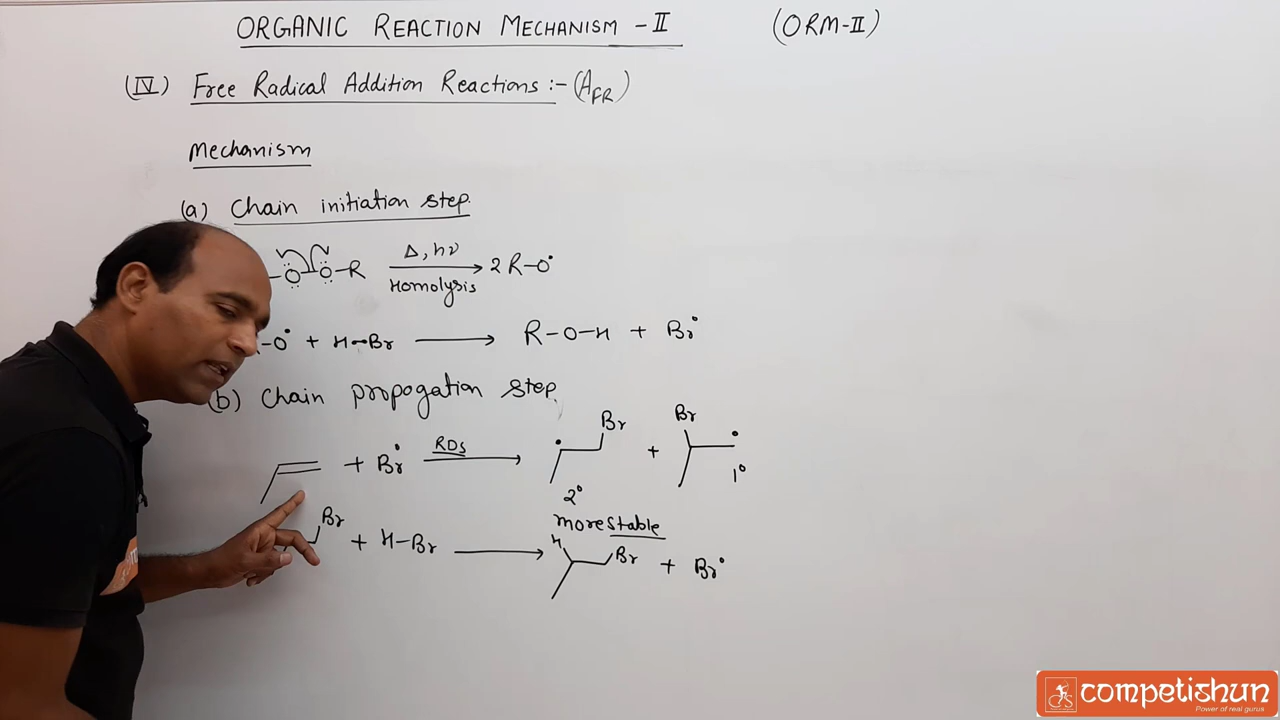 ORGANIC REACTION MECHANISM - II (ORM-II)
(IV) Free Radical Addition Reactions :- (AFR)
Mechanism
(a) Chain initiation step
-O-O-R Δ, hν Homolysis 2 R-O•
-O• + H-Br → R-O-H + Br•
(b) Chain propogation step
+ Br• RDS → • Br + Br •
2° 1°
more stable
Br + H-Br → H Br + Br•
competishun
Power of real gurus